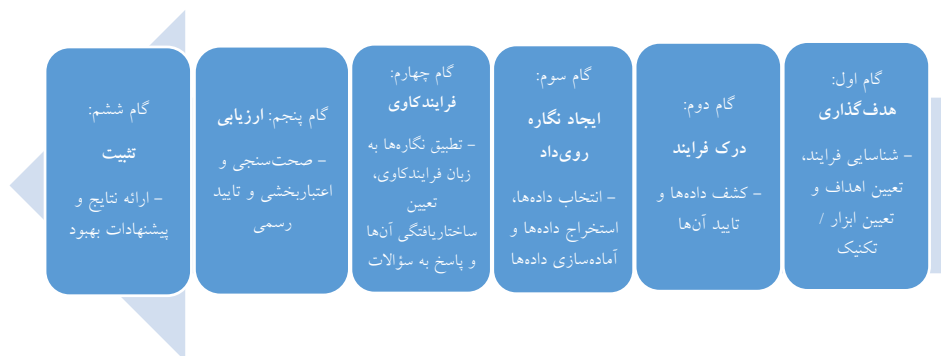 گام اول:
هدف‌گذاری
- شناسایی فرایند،
تعیین اهداف و
تعیین ابزار /
تکنیک
گام دوم:
درک فرایند
- کشف داده‌ها و
تایید آن‌ها
گام سوم:
ایجاد نگاره
روی‌داد
- انتخاب داده‌ها،
استخراج داده‌ها و
آماده‌سازی داده‌ها
گام چهارم:
فرایندکاوی
- تطبیق نگاره‌ها به
زبان فرایندکاوی،
تعیین
ساختاریافتگی آن‌ها
و پاسخ به سؤالات
گام پنجم: ارزیابی
- صحت‌سنجی و
اعتباربخشی و تایید
رسمی
گام ششم:
تثبیت
- ارائه نتایج و
پیشنهادات بهبود